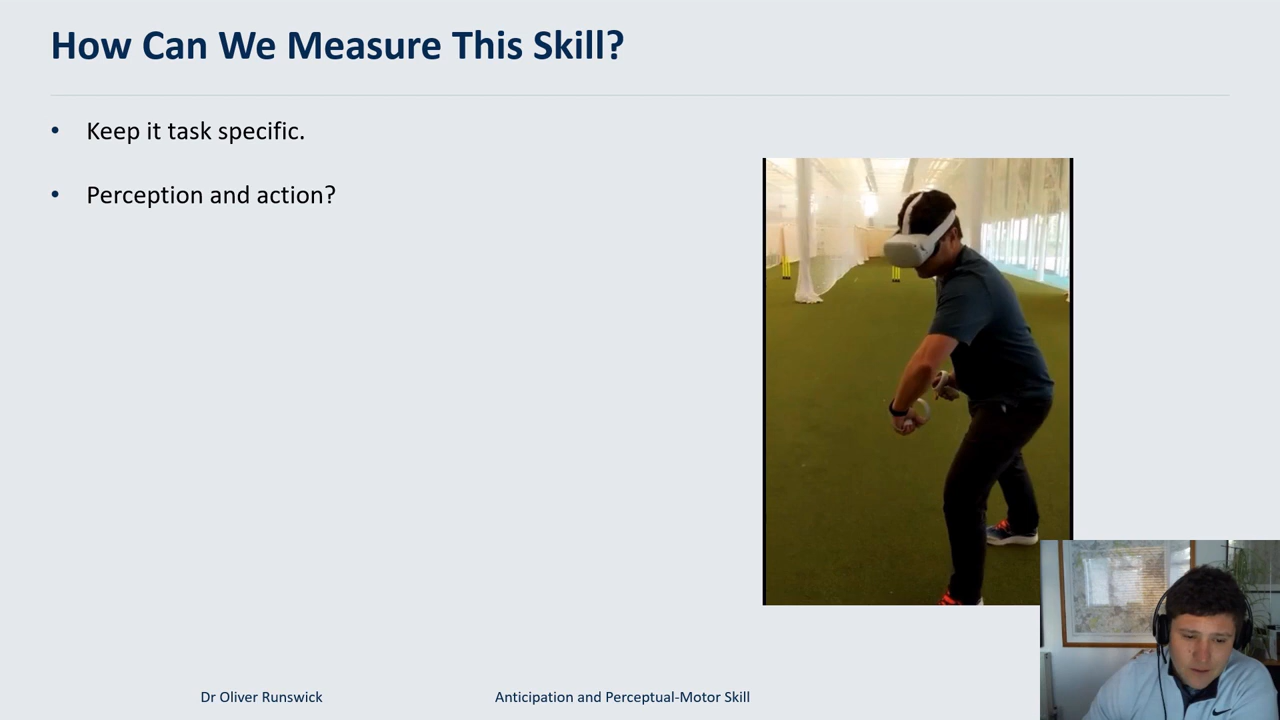 How Can We Measure This Skill?
• Keep it task specific.
• Perception and action?
Dr Oliver Runswick
Anticipation and Perceptual-Motor Skill